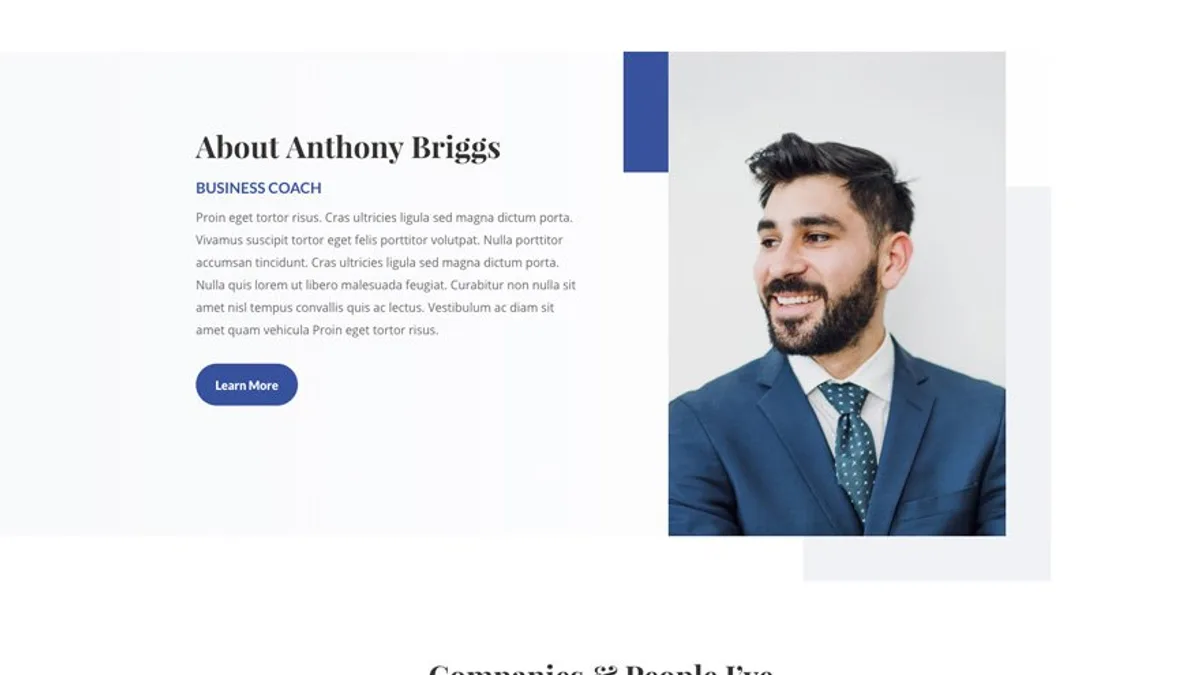 About Anthony Briggs
BUSINESS COACH
Proin eget tortor risus. Cras ultricies ligula sed magna dictum porta.
Vivamus suscipit tortor eget felis porttitor volutpat. Nulla porttitor
accumsan tincidunt. Cras ultricies ligula sed magna dictum porta.
Nulla quis lorem ut libero malesuada feugiat. Curabitur non nulla sit
amet nisl tempus convallis quis ac lectus. Vestibulum ac diam sit
amet quam vehicula Proin eget tortor risus.
Learn More
Companies & People I've